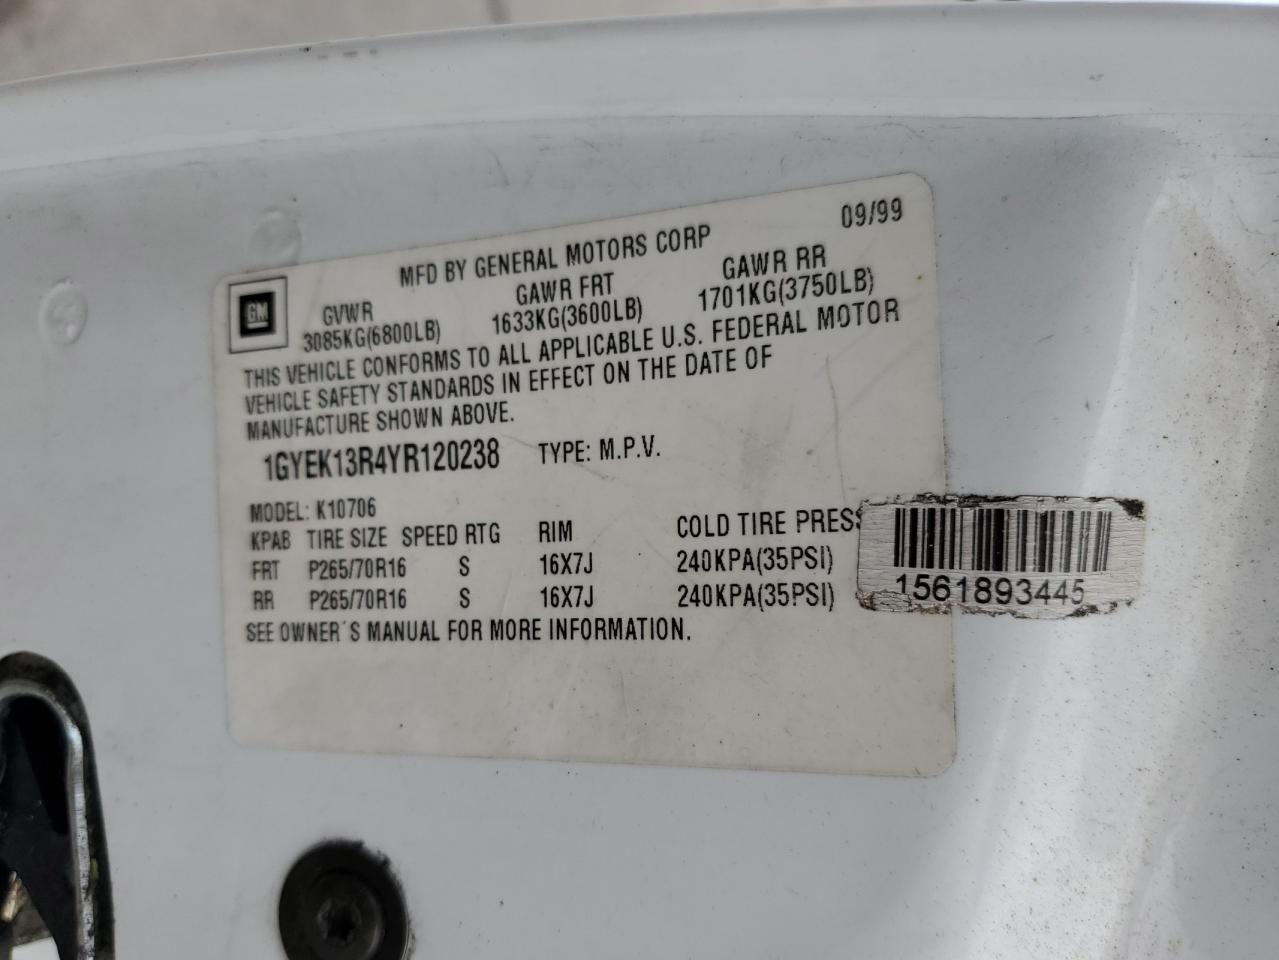 09/99
MFD BY GENERAL MOTORS CORP
GM
GVWR GAWR FRT GAWR RR
3085KG(6800LB) 1633KG(3600LB) 1701KG(3750LB)
THIS VEHICLE CONFORMS TO ALL APPLICABLE U.S. FEDERAL MOTOR
VEHICLE SAFETY STANDARDS IN EFFECT ON THE DATE OF
MANUFACTURE SHOWN ABOVE.
1GYEK13R4YR120238 TYPE: M.P.V.
MODEL: K10706
KPAB TIRE SIZE SPEED RTG RIM COLD TIRE PRESS
FRT P265/70R16 S 16X7J 240KPA(35PSI)
RR P265/70R16 S 16X7J 240KPA(35PSI)
SEE OWNER'S MANUAL FOR MORE INFORMATION.
1561893445